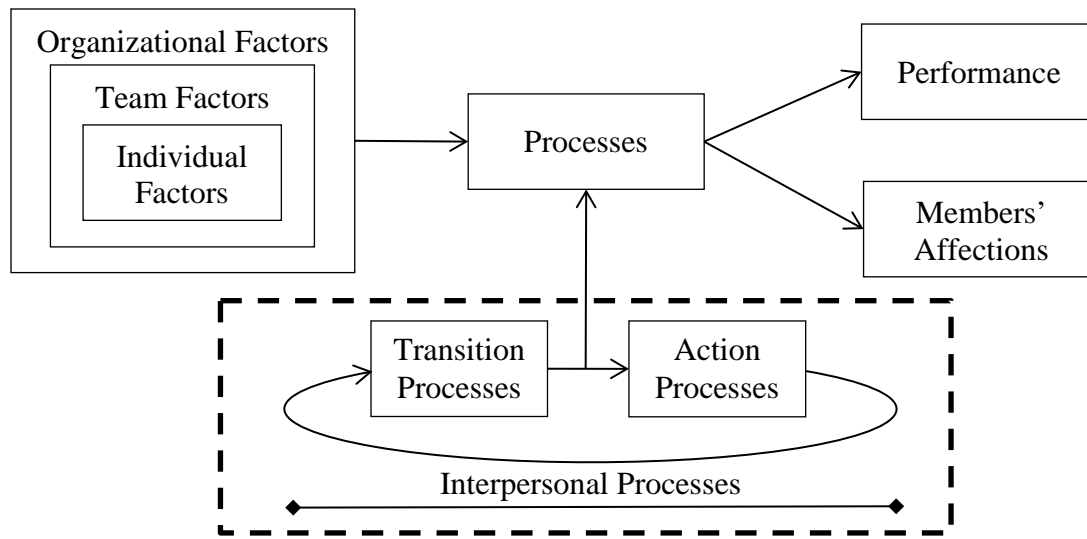 Organizational Factors
Team Factors
Individual
Factors
Processes
Performance
Members’
Affections
Transition
Processes
Action
Processes
Interpersonal Processes